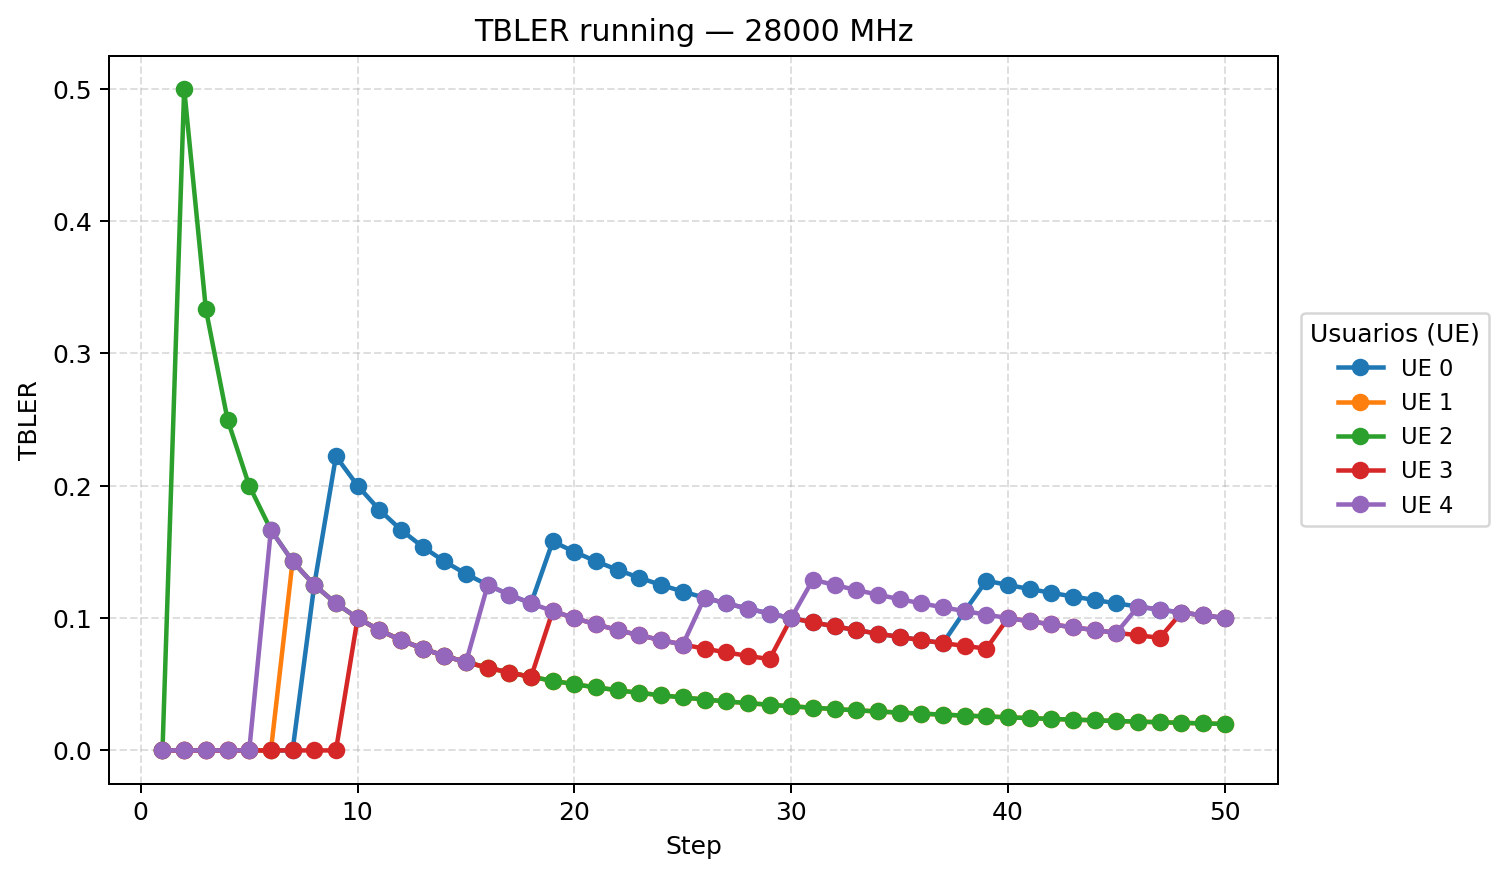 TBLER running — 28000 MHz
0.5
0.4
0.3
0.2
0.1
0.0
TBLER
0 10 20 30 40 50
Step
Usuarios (UE)
UE 0
UE 1
UE 2
UE 3
UE 4